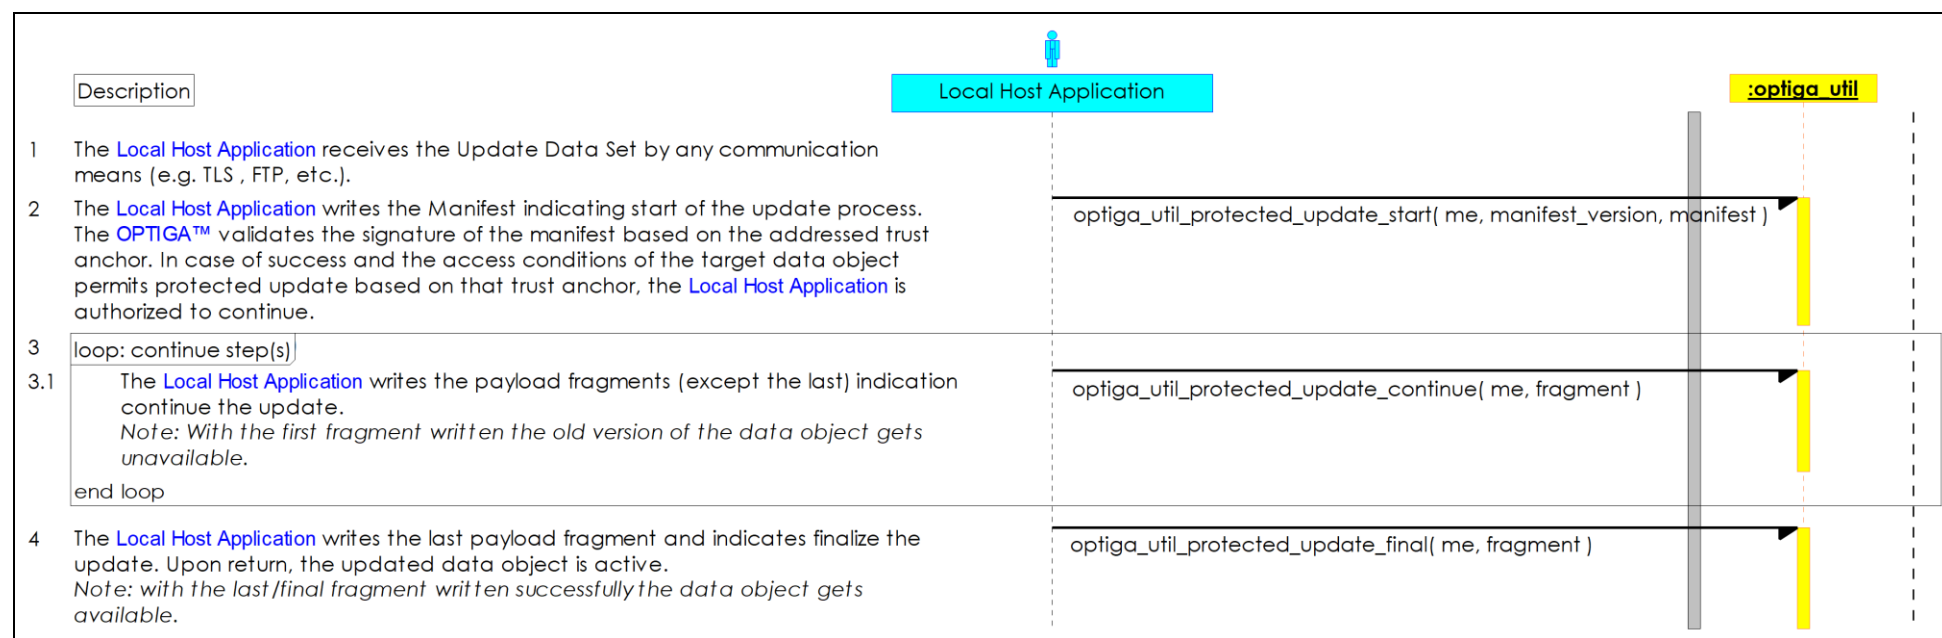 Description
Local Host Application
:optiga_util
1 The Local Host Application receives the Update Data Set by any communication
means (e.g. TLS , FTP, etc.).
2 The Local Host Application writes the Manifest indicating start of the update process.
The OPTIGA™ validates the signature of the manifest based on the addressed trust
anchor. In case of success and the access conditions of the target data object
permits protected update based on that trust anchor, the Local Host Application is
authorized to continue.
optiga_util_protected_update_start( me, manifest_version, manifest )
3 loop: continue step(s)
3.1 The Local Host Application writes the payload fragments (except the last) indication
continue the update.
Note: With the first fragment written the old version of the data object gets
unavailable.
optiga_util_protected_update_continue( me, fragment )
end loop
4 The Local Host Application writes the last payload fragment and indicates finalize the
update. Upon return, the updated data object is active.
Note: with the last/final fragment written successfully the data object gets
available.
optiga_util_protected_update_final( me, fragment )